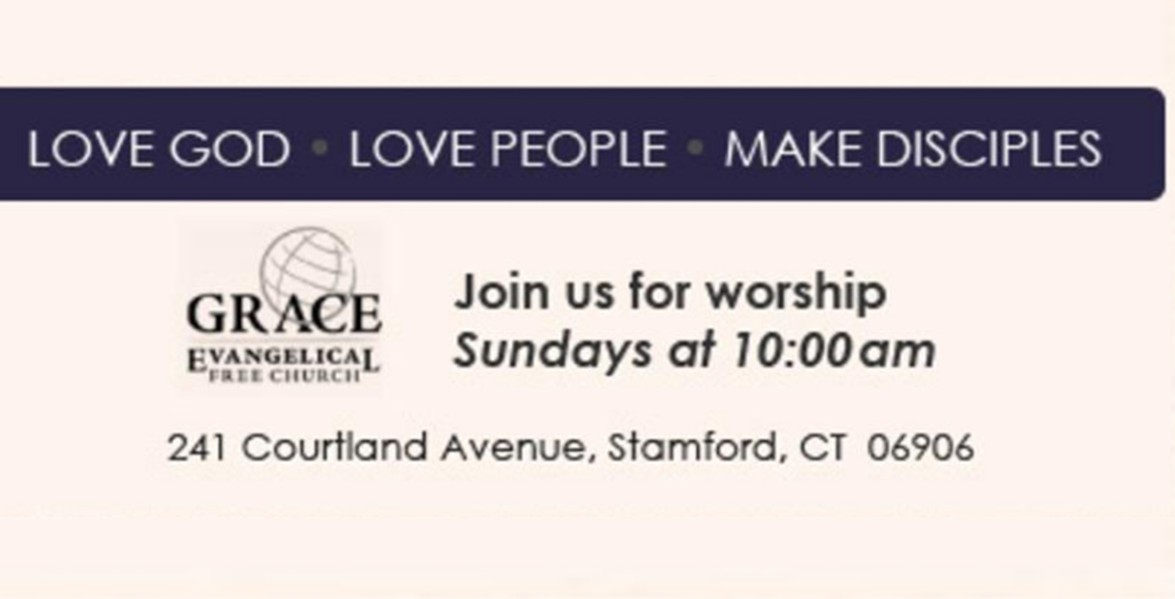 LOVE GOD • LOVE PEOPLE • MAKE DISCIPLES
GRACE
EVANGELICAL
FREE CHURCH
Join us for worship
Sundays at 10:00am
241 Courtland Avenue, Stamford, CT 06906